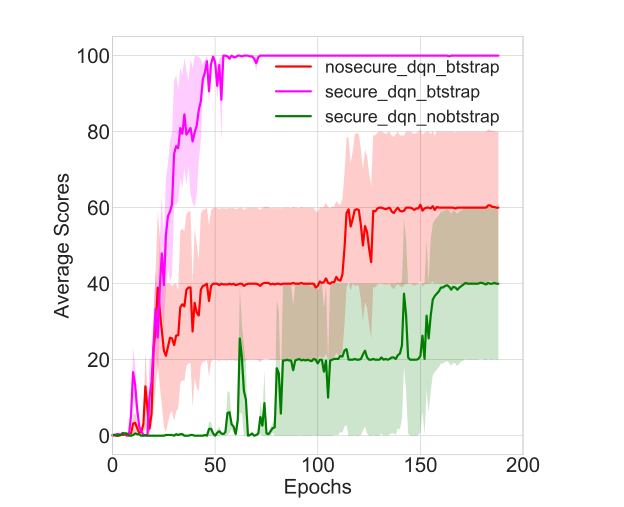 100
80
60
40
20
0
0 50 100 150 200
Average Scores
Epochs
nosecure_dqn_btstrap
secure_dqn_btstrap
secure_dqn_nobtstrap